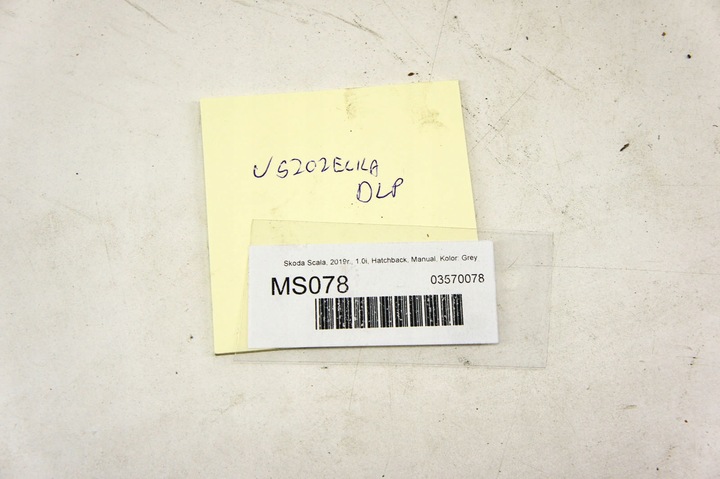 USZCZELKA
DLP
Skoda Scala, 2019r., 1.0i, Hatchback, Manual, Kolor: Grey
MS078
03570078